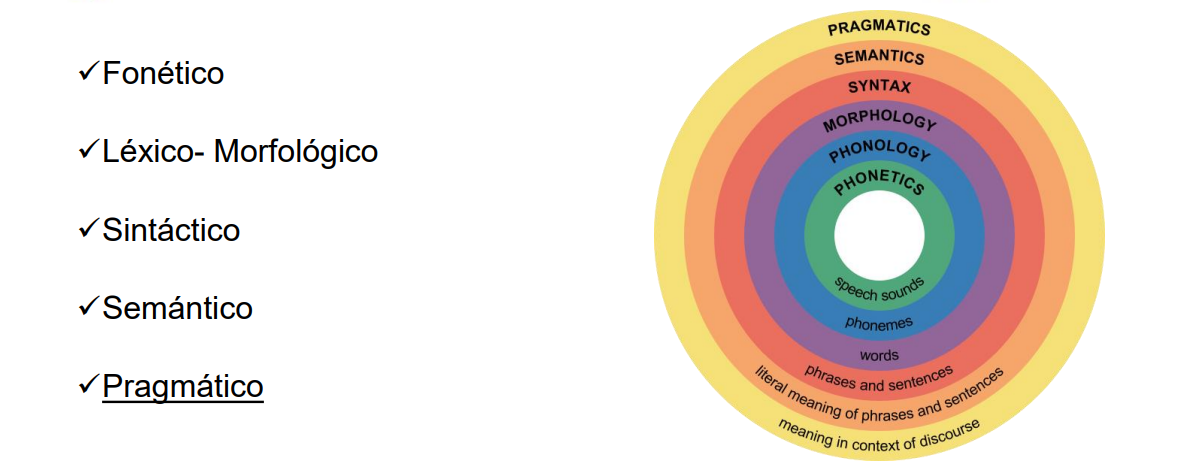 ✓Fonético
✓Léxico- Morfológico
✓Sintáctico
✓Semántico
✓Pragmático
PRAGMATICS
SEMANTICS
SYNTAX
MORPHOLOGY
PHONOLOGY
PHONETICS
speech sounds
phonemes
words
phrases and sentences
literal meaning of phrases and sentences
meaning in context of discourse